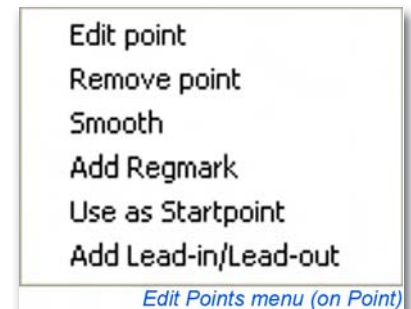 Edit point
Remove point
Smooth
Add Regmark
Use as Startpoint
Add Lead-in/Lead-out
Edit Points menu (on Point)